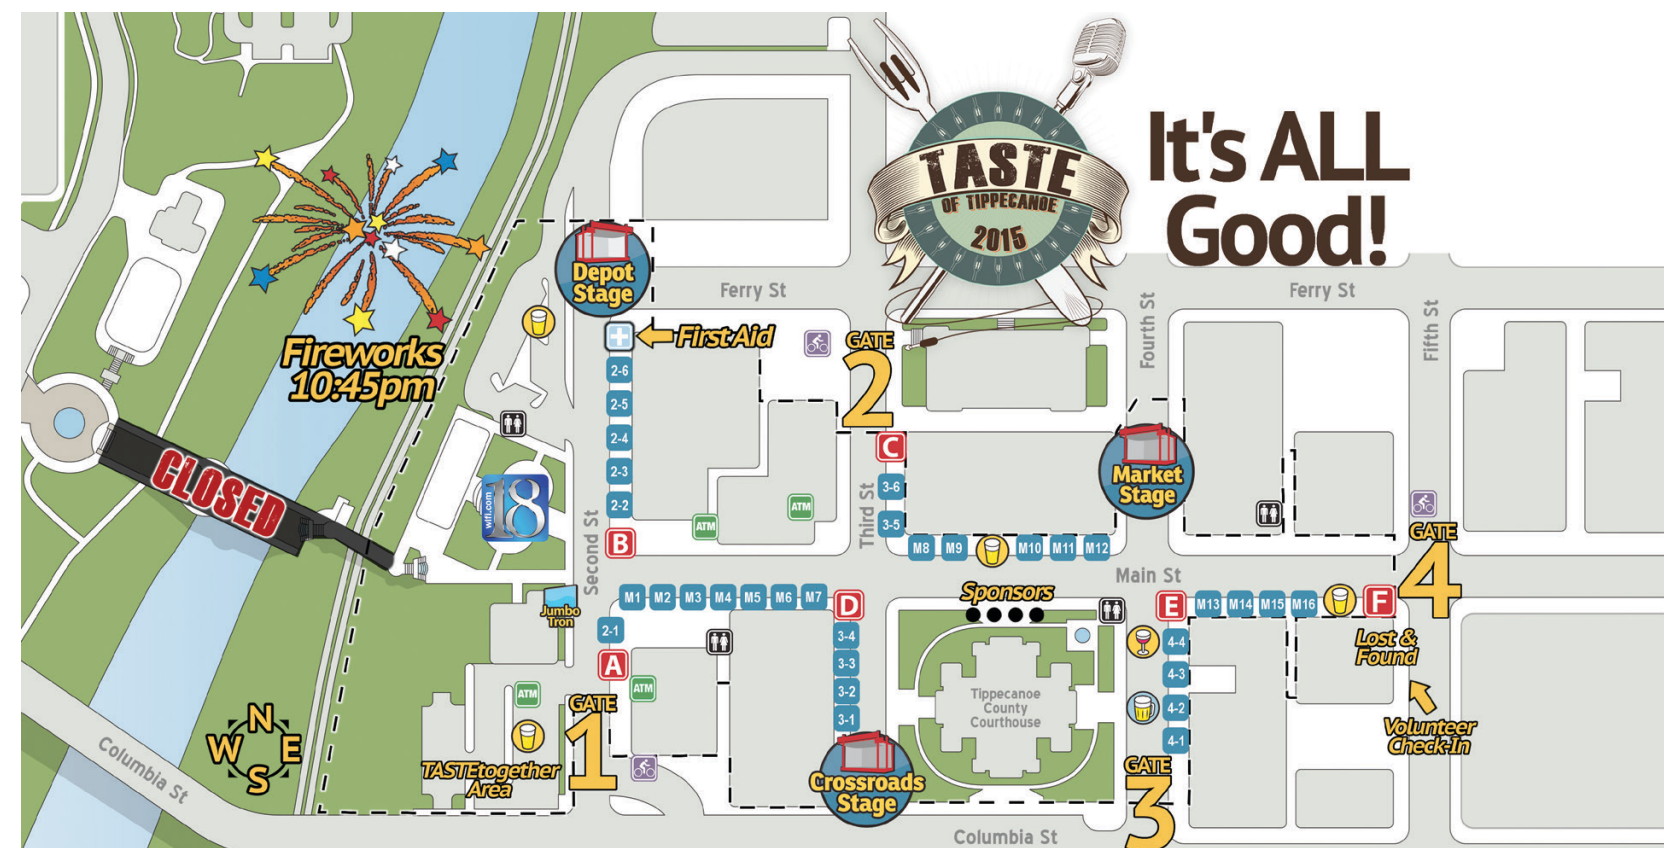 TASTE
OF TIPPECANOE
2015
It's ALL
Good!
Depot
Stage
Ferry St
Ferry St
Fourth St
Fifth St
First-Aid
GATE
2
Fireworks
10:45pm
2-6
2-5
2-4
2-3
2-2
B
CLOSED
wlfi.com
18
Second St
ATM
ATM
Third St
C
3-6
3-5
Market
Stage
GATE
4
M8
M9
M10
M11
M12
Main St
Jumbo
Tron
M1
M2
M3
M4
M5
M6
M7
D
Sponsors
E
M13
M14
M15
M16
F
2-1
A
3-4
3-3
3-2
3-1
4-4
4-3
4-2
4-1
Lost &
Found
Tippecanoe
County
Courthouse
Volunteer
Check-In
ATM
ATM
GATE
1
TASTEtogether
Area
Crossroads
Stage
GATE
3
N
W
E
S
Columbia St
Columbia St